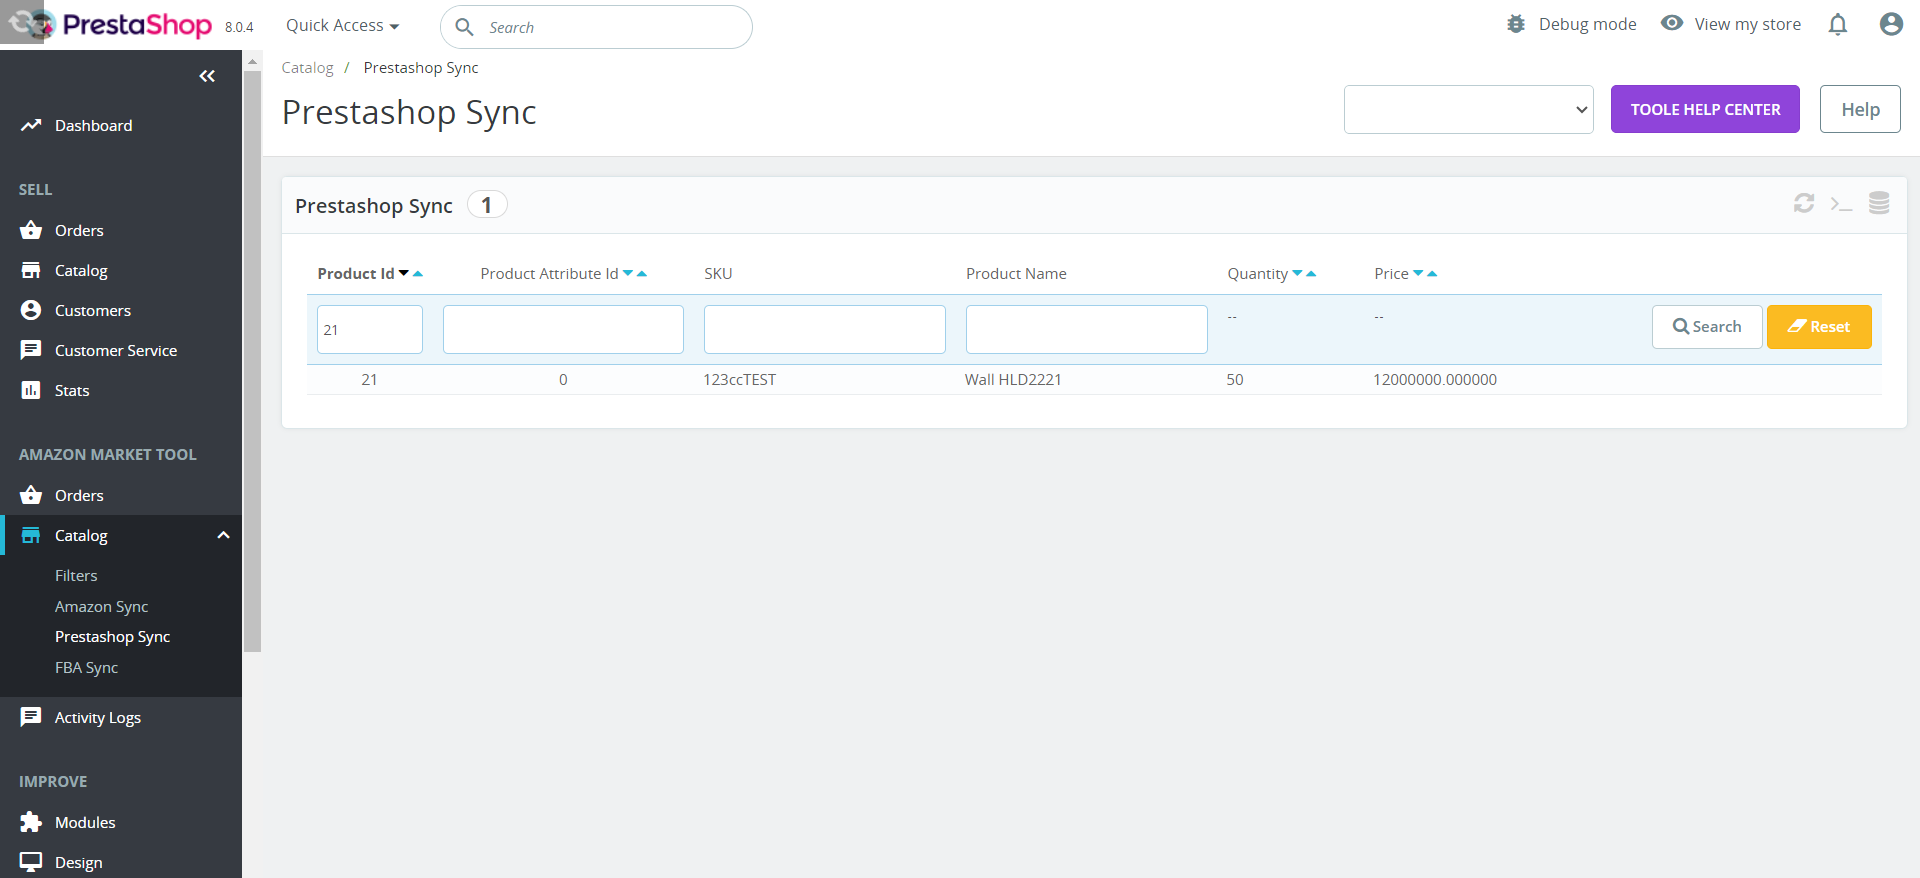 PrestaShop 8.0.4 Quick Access Search Debug mode View my store
Catalog / Prestashop Sync
Prestashop Sync
TOOLE HELP CENTER Help
Dashboard
SELL
Orders
Catalog
Customers
Customer Service
Stats
AMAZON MARKET TOOL
Orders
Catalog
Filters
Amazon Sync
Prestashop Sync
FBA Sync
Activity Logs
IMPROVE
Modules
Design
Prestashop Sync 1
Product Id Product Attribute Id SKU Product Name Quantity Price
21 -- -- Search Reset
21 0 123ccTEST Wall HLD2221 50 12000000.000000